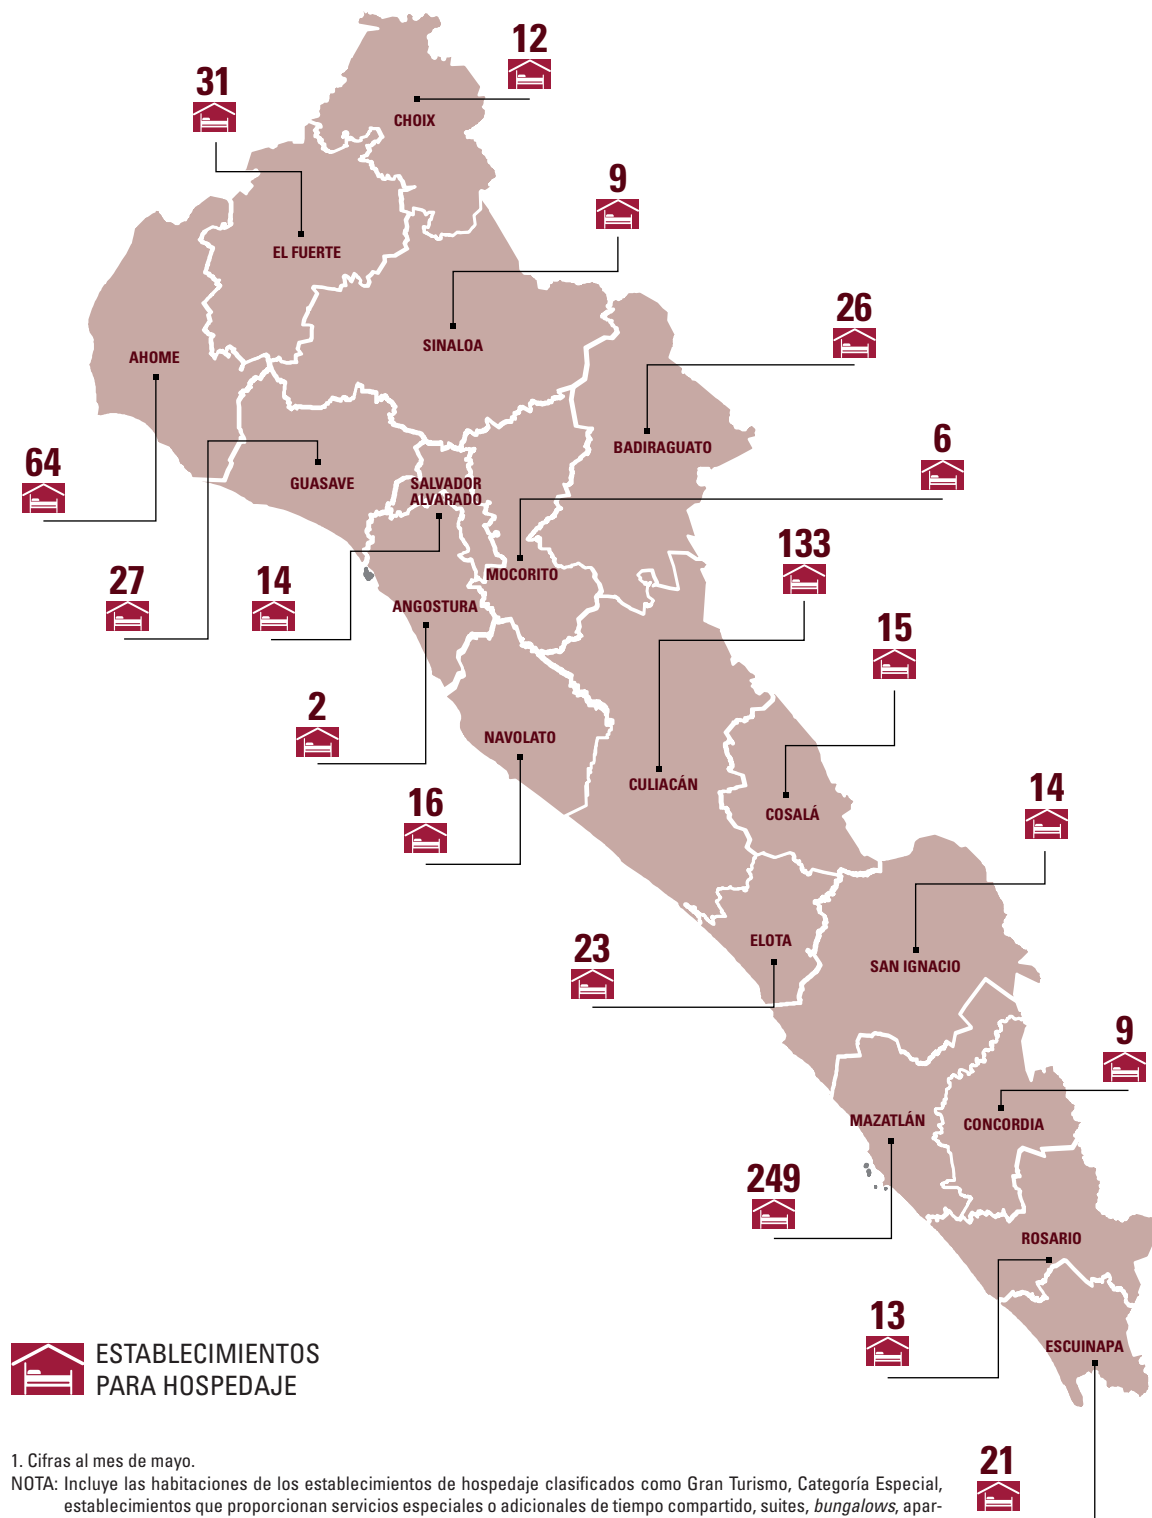 12
31
CHOIX
9
EL FUERTE
26
SINALOA
AHOME
6
BADIRAGUATO
64
GUASAVE
SALVADOR
ALVARADO
133
27
14
MOCORITO
ANGOSTURA
15
2
NAVOLATO
CULIACÁN
14
16
COSALÁ
ELOTA
23
SAN IGNACIO
9
MAZATLÁN
CONCORDIA
249
ROSARIO
13
ESCUINAPA
ESTABLECIMIENTOS
PARA HOSPEDAJE
1. Cifras al mes de mayo.
21
NOTA: Incluye las habitaciones de los establecimientos de hospedaje clasificados como Gran Turismo, Categoría Especial,
establecimientos que proporcionan servicios especiales o adicionales de tiempo compartido, suites, bungalows, apar-